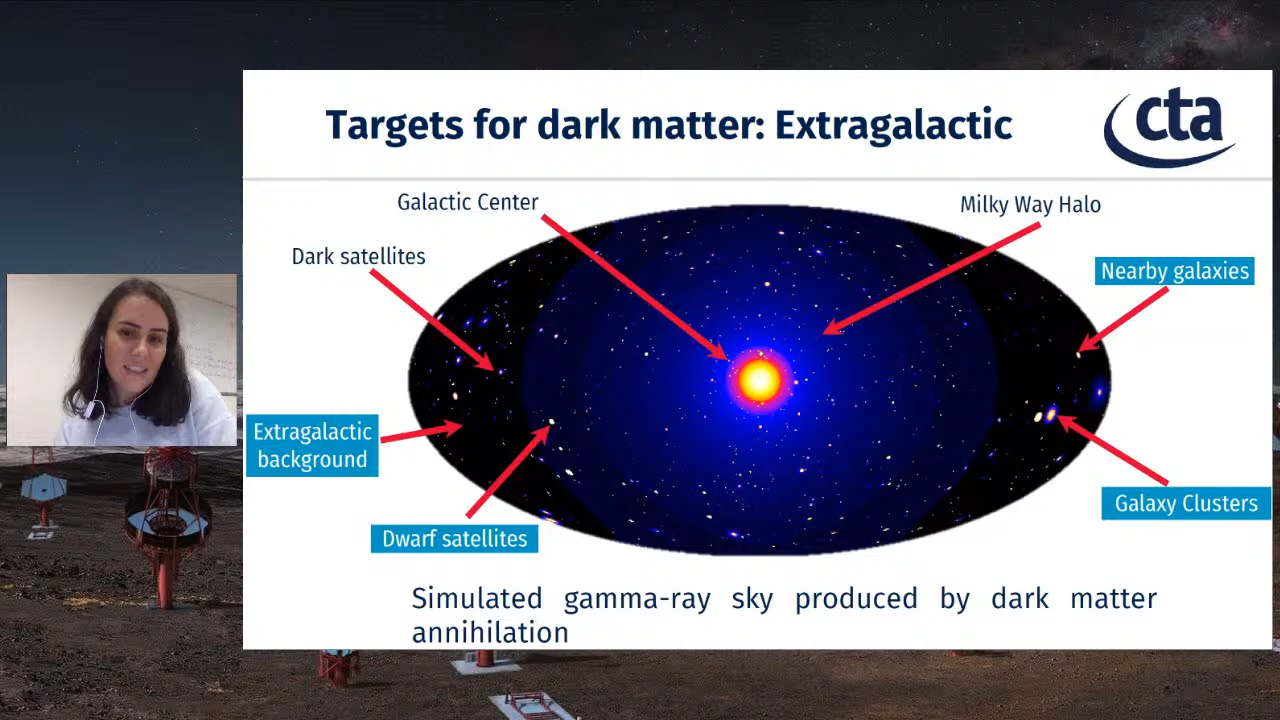 Targets for dark matter: Extragalactic
cta
Galactic Center
Milky Way Halo
Dark satellites
Nearby galaxies
Extragalactic
background
Galaxy Clusters
Dwarf satellites
Simulated gamma-ray sky produced by dark matter
annihilation